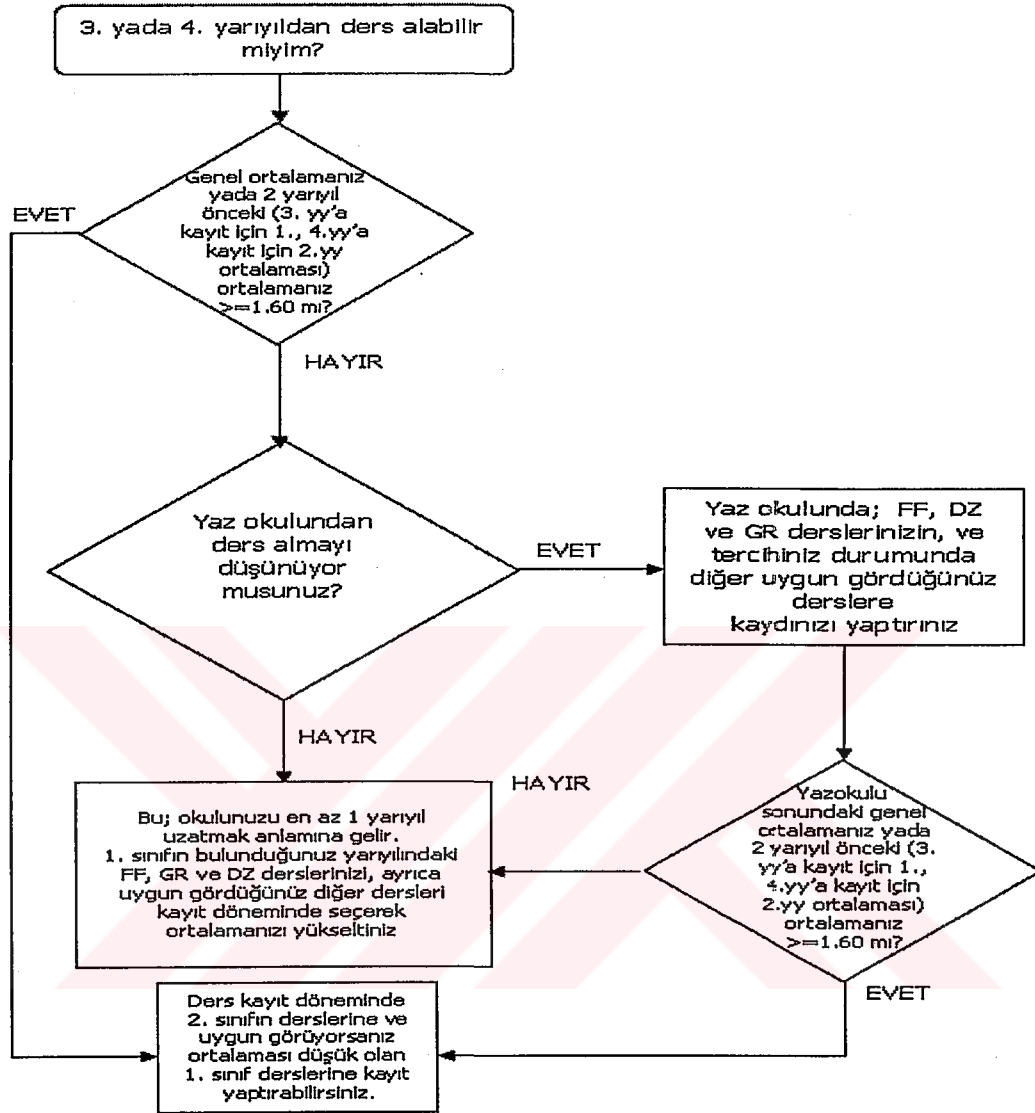 3. yada 4. yarıyıldan ders alabilir
miyim?
Genel ortalamanız
yada 2 yarıyıl
önceki (3. yy'a
kayıt için 1., 4.yy'a
kayıt için 2.yy
ortalaması)
ortalamanız
>=1.60 mı?
EVET
HAYIR
Yaz okulundan
ders almayı
düşünüyor
musunuz?
EVET
Yaz okulunda; FF, DZ
ve GR derslerinizin, ve
tercihiniz durumunda
diğer uygun gördüğünüz
derslere
kaydınızı yaptırınız
HAYIR
HAYIR
Bu; okulunuzu en az 1 yarıyıl
uzatmak anlamına gelir.
1. sınıfın bulunduğunuz yarıyılındaki
FF, GR ve DZ derslerinizi, ayrıca
uygun gördüğünüz diğer dersleri
kayıt döneminde seçerek
ortalamanızı yükseltiniz
Yazokulu
sonundaki genel
ortalamanız yada
2 yarıyıl önceki (3.
yy'a kayıt için 1.,
4.yy'a kayıt için
2.yy ortalaması)
ortalamanız
>=1.60 mı?
EVET
Ders kayıt döneminde
2. sınıfın derslerine ve
uygun görüyorsanız
ortalaması düşük olan
1. sınıf derslerine kayıt
yaptırabilirsiniz.